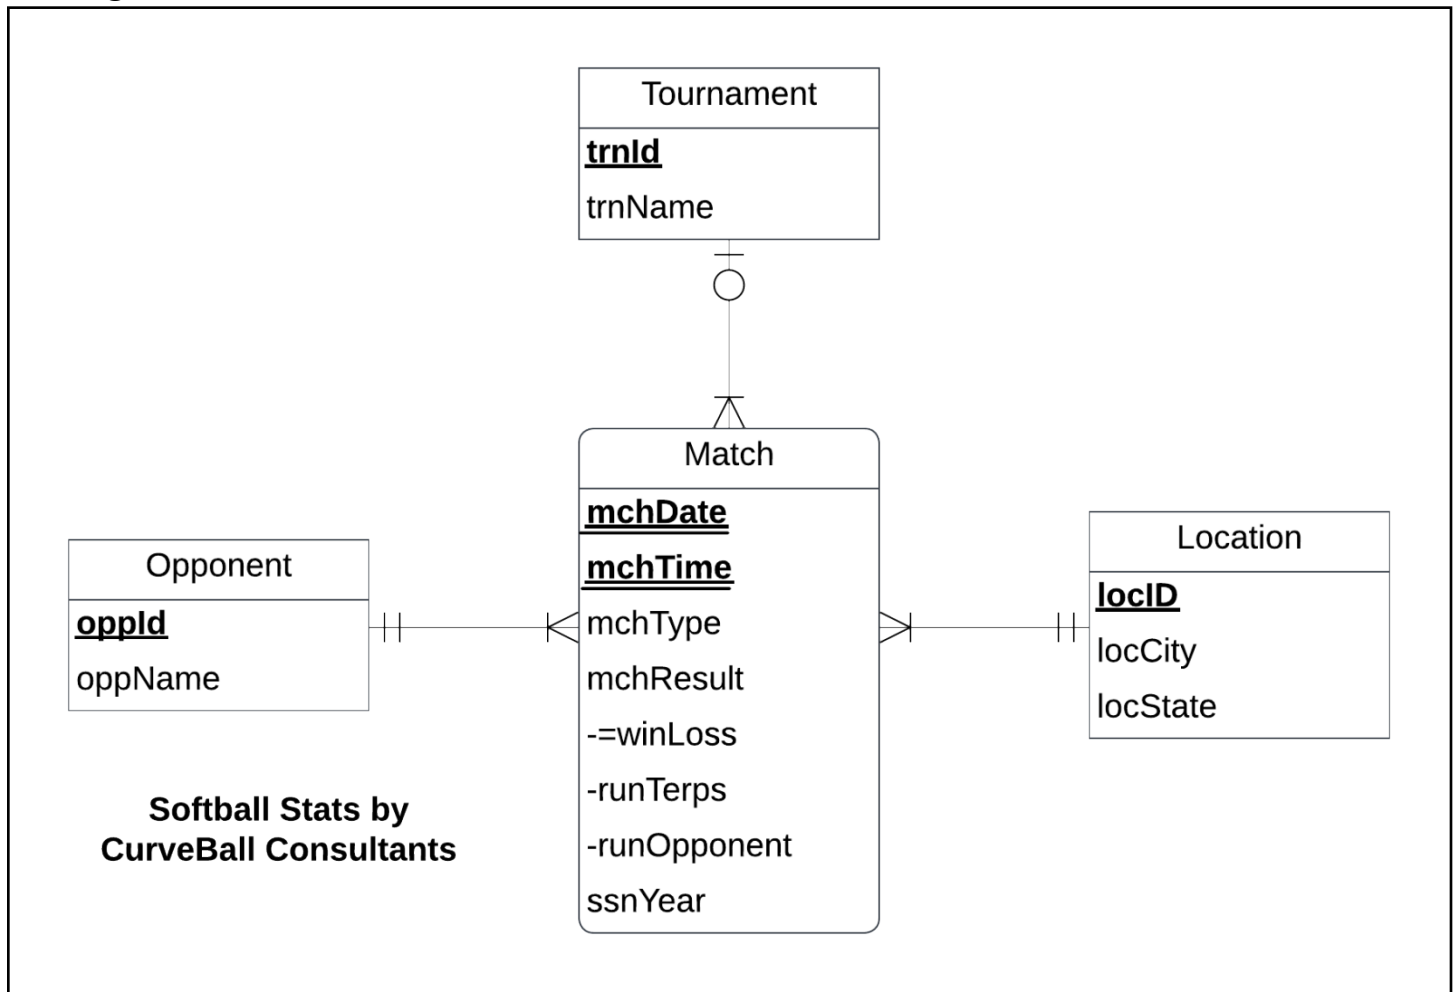 Tournament
trnId
trnName
Match
mchDate
mchTime
mchType
mchResult
-=winLoss
-runTerps
-runOpponent
ssnYear
Opponent
oppId
oppName
Location
locID
locCity
locState
Softball Stats by
CurveBall Consultants